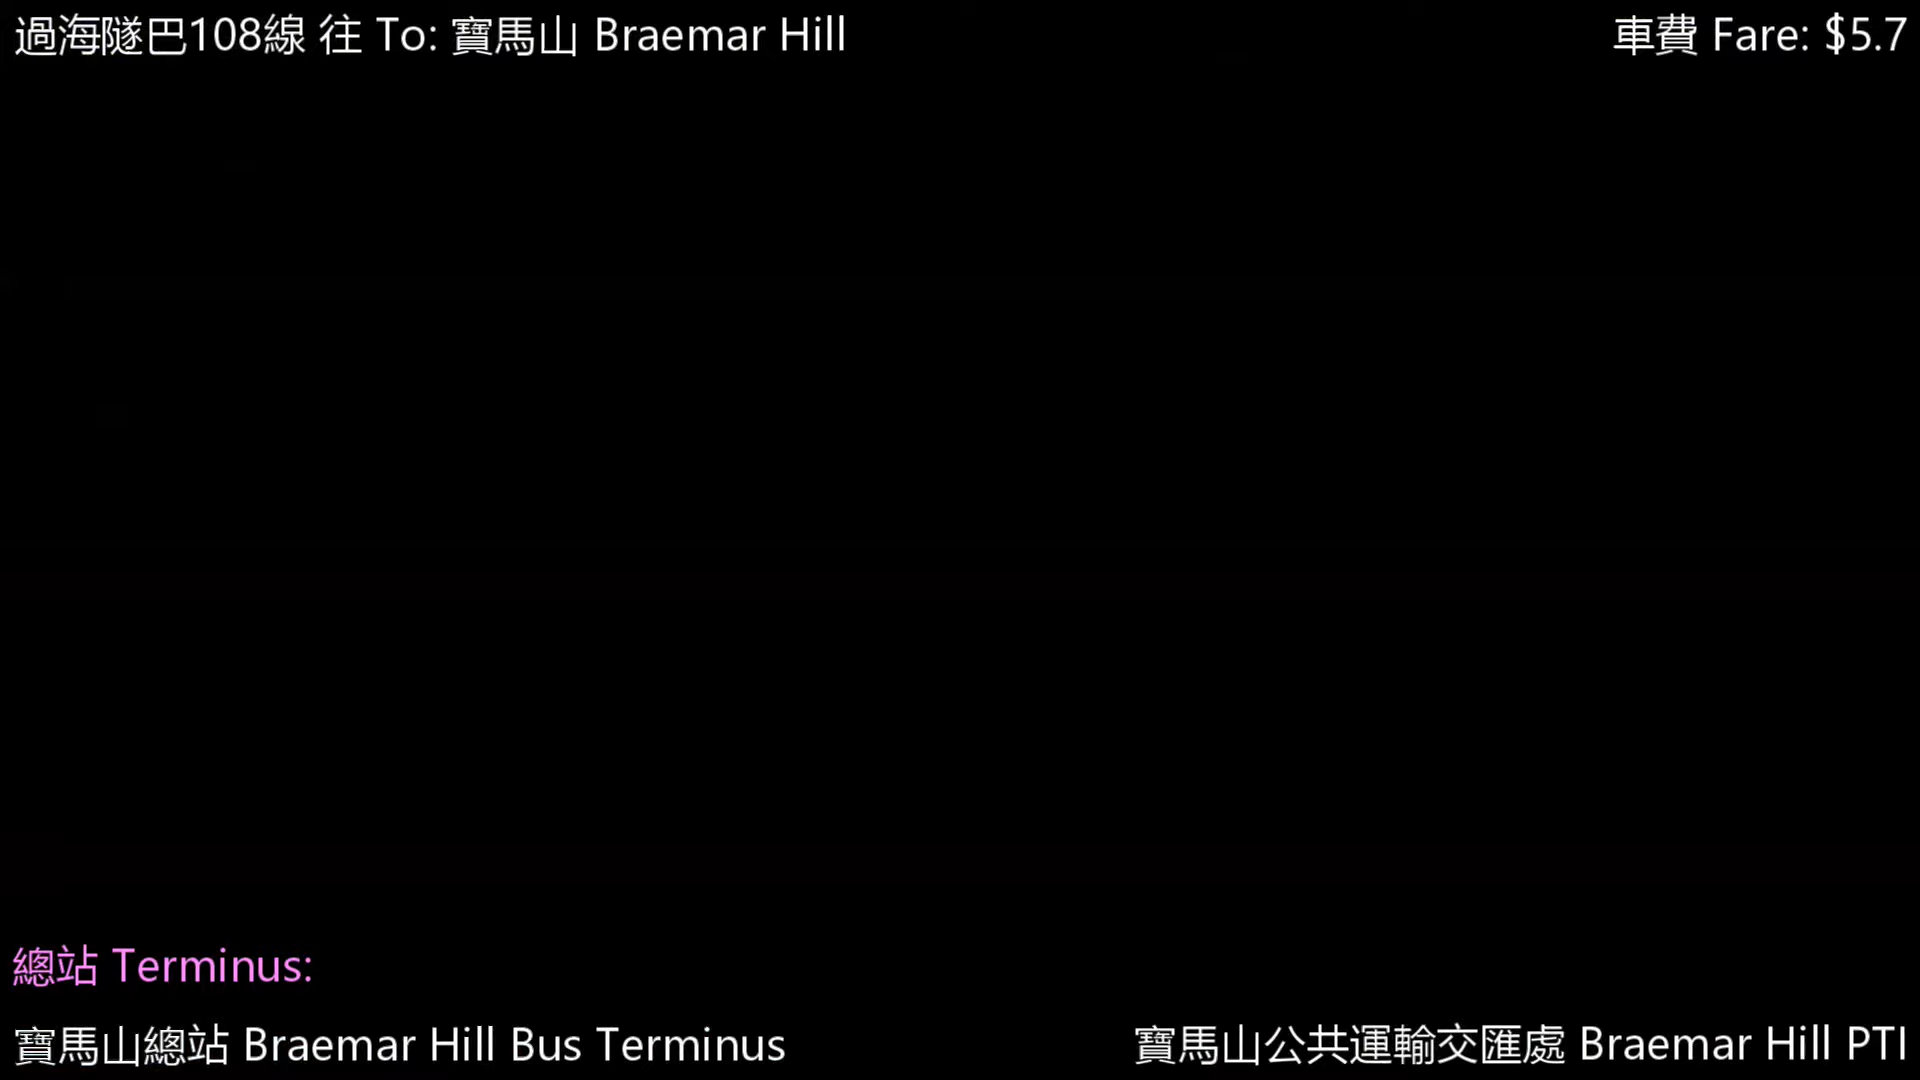 過海隧巴108線 往 To: 寶馬山 Braemar Hill
車費 Fare: $5.7
總站 Terminus:
寶馬山總站 Braemar Hill Bus Terminus
寶馬山公共運輸交匯處 Braemar Hill PTI